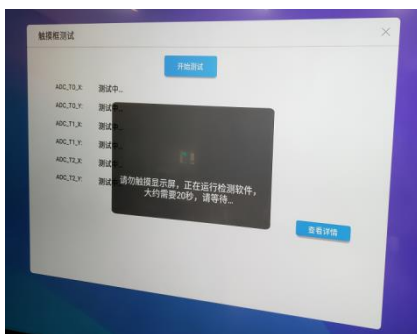 触摸框测试
开始测试
ADC_T0_X: 测试中...
ADC_T0_Y: 测试中
ADC_T1_X: 测试中
ADC_T1_Y: 测试中
ADC_T2_X: 测试中
ADC_T2_Y: 测试中
请勿触摸显示屏，正在运行检测软件，
大约需要20秒，请等待...
查看详情